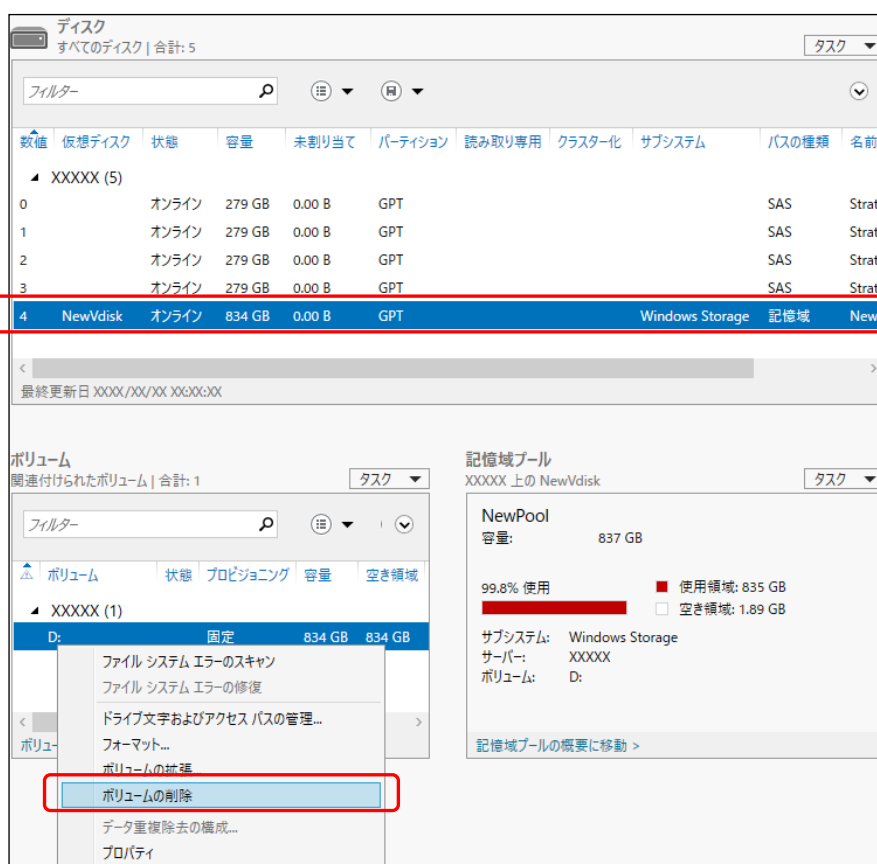 ディスク
すべてのディスク | 合計: 5
タスク
フィルター
数値 仮想ディスク 状態 容量 未割り当て パーティション 読み取り専用 クラスター化 サブシステム バスの種類 名前
XXXXX (5)
0 オンライン 279 GB 0.00 B GPT SAS Strat
1 オンライン 279 GB 0.00 B GPT SAS Strat
2 オンライン 279 GB 0.00 B GPT SAS Strat
3 オンライン 279 GB 0.00 B GPT SAS Strat
4 NewVdisk オンライン 834 GB 0.00 B GPT Windows Storage 記憶域 New
最終更新日 XXXX/XX/XX XX:XX:XX
ボリューム
関連付けられたボリューム | 合計: 1
タスク
フィルター
ボリューム 状態 プロビジョニング 容量 空き領域
XXXXX (1)
D: 固定 834 GB 834 GB
ファイル システム エラーのスキャン
ファイル システム エラーの修復
ドライブ文字およびアクセス パスの管理...
フォーマット...
ボリュームの拡張...
ボリュームの削除
データ重複除去の構成...
プロパティ
ボリュー
記憶域プール
XXXXX 上の NewVdisk
タスク
NewPool
容量: 837 GB
99.8% 使用
使用領域: 835 GB
空き領域: 1.89 GB
サブシステム: Windows Storage
サーバー: XXXXX
ボリューム: D:
記憶域プールの概要に移動 >